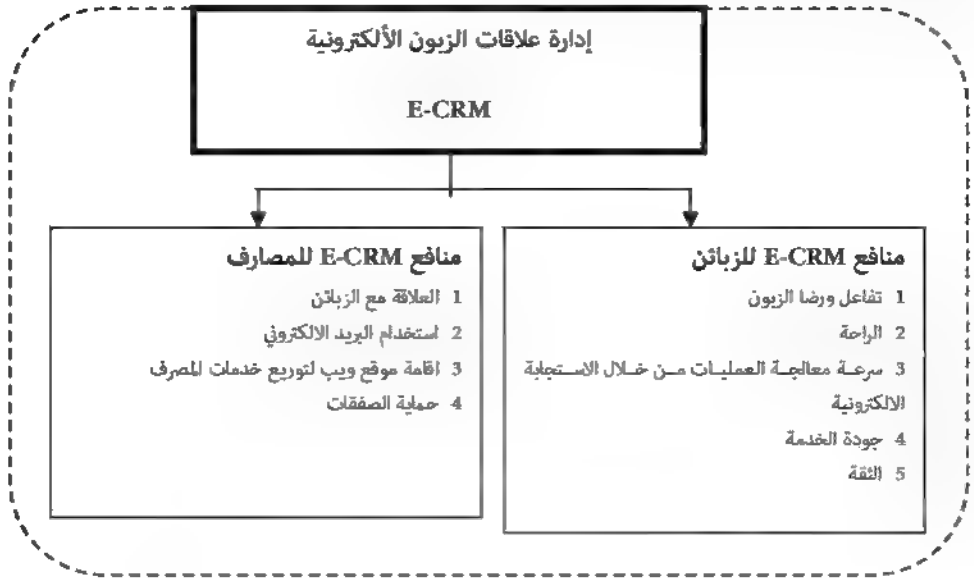 إدارة علاقات الزبون الألكترونية
E-CRM
منافع E-CRM للزبائن
1 تفاعل ورضا الزبون
2 الراحة
3 سرعة معالجة العمليات من خلال الاستجابة
الالكترونية
4 جودة الخدمة
5 الثقة
منافع E-CRM للمصارف
1 العلاقة مع الزبائن
2 استخدام البريد الالكتروني
3 اقامة موقع ويب لتوزيع خدمات المصرف
4 حماية الصفقات